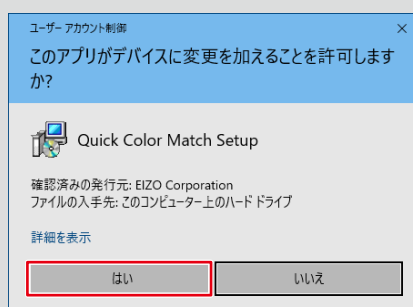 ユーザー アカウント制御
このアプリがデバイスに変更を加えることを許可します
か?
Quick Color Match Setup
確認済みの発行元: EIZO Corporation
ファイルの入手先: このコンピューター上のハード ドライブ
詳細を表示
はい
いいえ